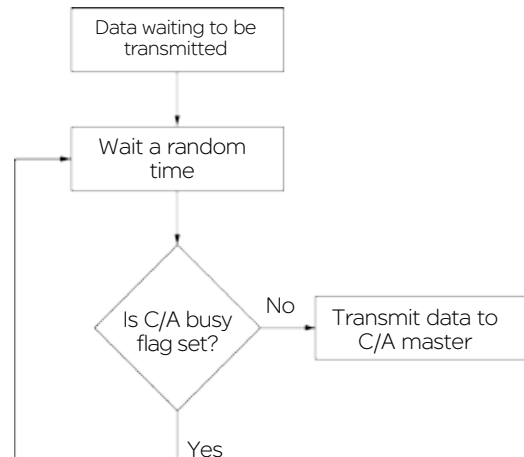 Data waiting to be
transmitted
Wait a random
time
Is C/A busy
flag set?
No
Transmit data to
C/A master
Yes